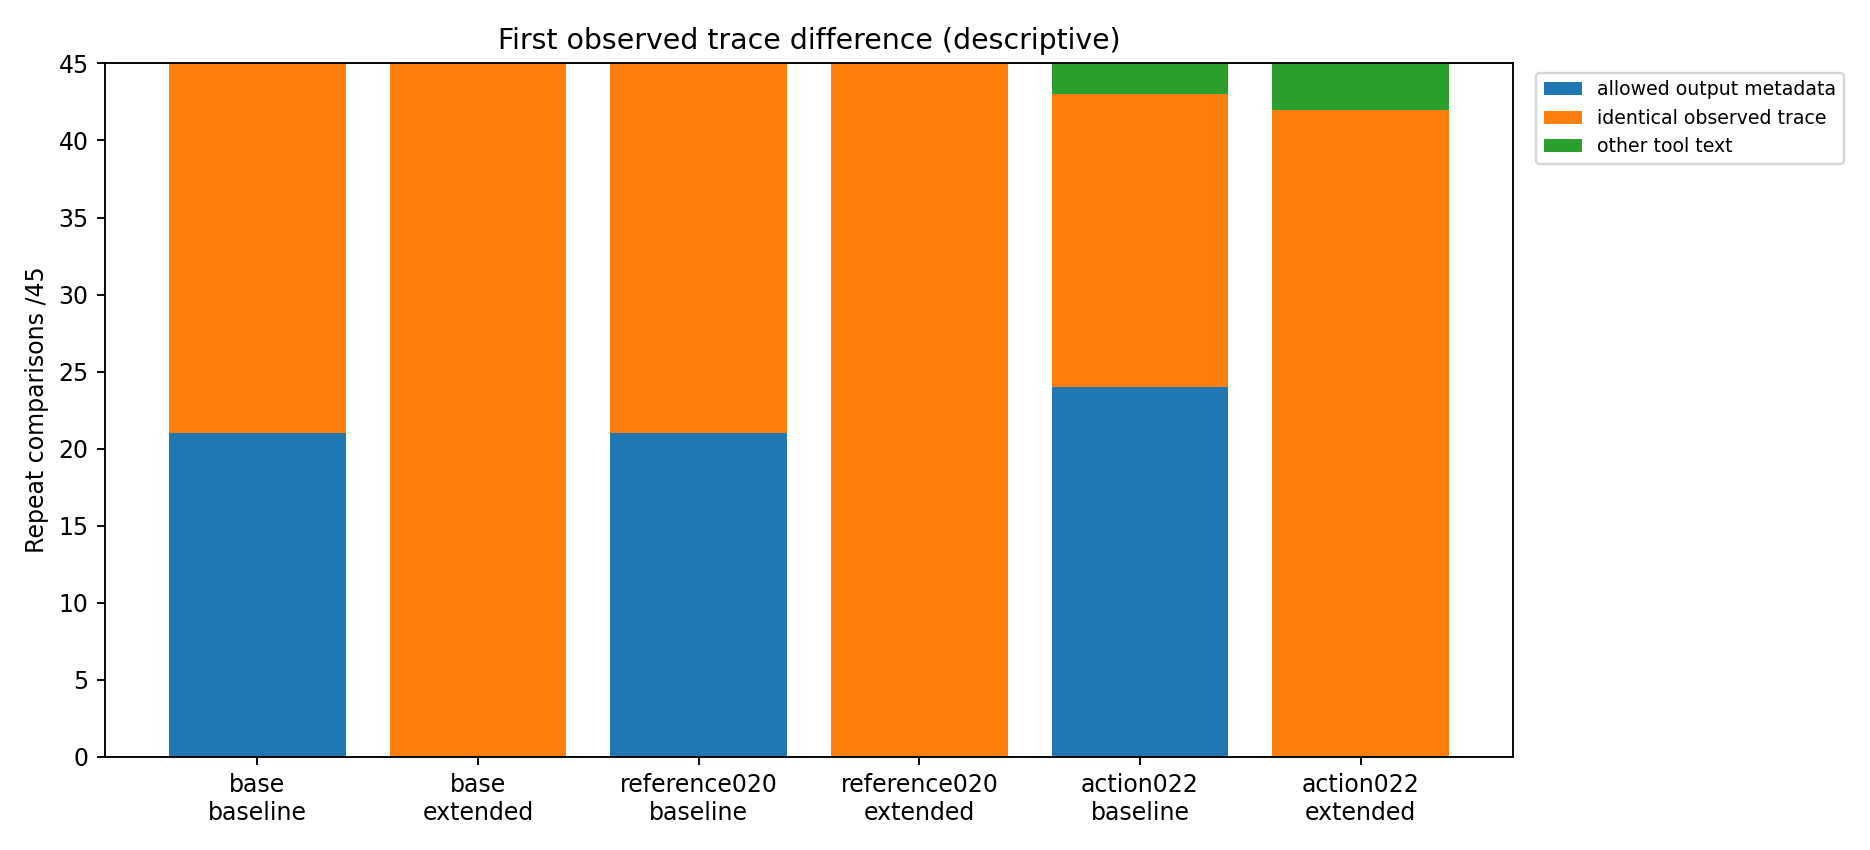 First observed trace difference (descriptive)
45
40
35
30
25
20
15
10
5
0
Repeat comparisons /45
base
baseline
base
extended
reference020
baseline
reference020
extended
action022
baseline
action022
extended
allowed output metadata
identical observed trace
other tool text